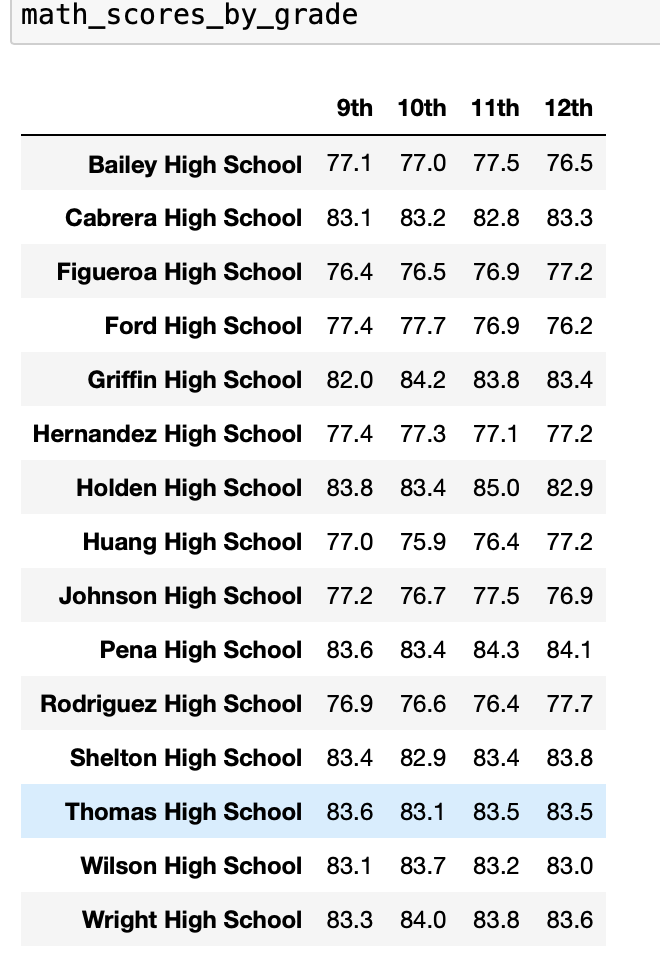 math_scores_by_grade
9th 10th 11th 12th
Bailey High School 77.1 77.0 77.5 76.5
Cabrera High School 83.1 83.2 82.8 83.3
Figueroa High School 76.4 76.5 76.9 77.2
Ford High School 77.4 77.7 76.9 76.2
Griffin High School 82.0 84.2 83.8 83.4
Hernandez High School 77.4 77.3 77.1 77.2
Holden High School 83.8 83.4 85.0 82.9
Huang High School 77.0 75.9 76.4 77.2
Johnson High School 77.2 76.7 77.5 76.9
Pena High School 83.6 83.4 84.3 84.1
Rodriguez High School 76.9 76.6 76.4 77.7
Shelton High School 83.4 82.9 83.4 83.8
Thomas High School 83.6 83.1 83.5 83.5
Wilson High School 83.1 83.7 83.2 83.0
Wright High School 83.3 84.0 83.8 83.6